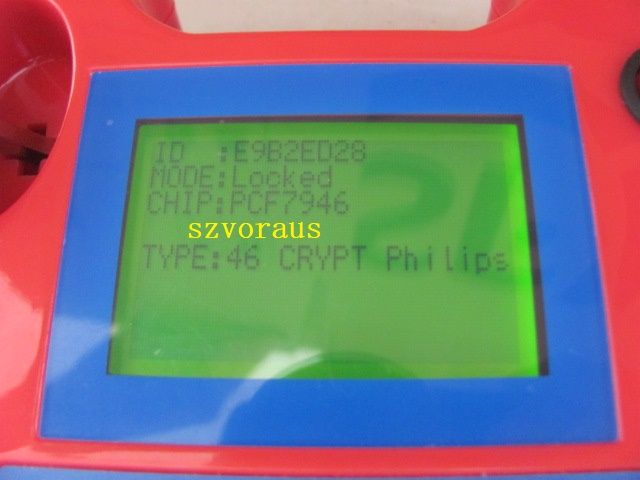 ID  :E9B2ED28
MODE:Locked
CHIP:PCF7946
szvoraus
TYPE:46 CRYPT Philips